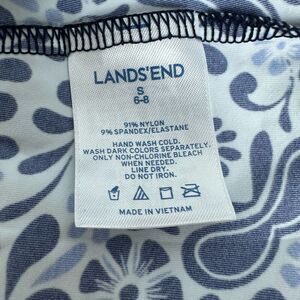 LANDS'END
S
6-8
91% NYLON
9% SPANDEX/ELASTANE
HAND WASH COLD.
WASH DARK COLORS SEPARATELY.
ONLY NON-CHLORINE BLEACH
WHEN NEEDED.
LINE DRY.
DO NOT IRON.
MADE IN VIETNAM